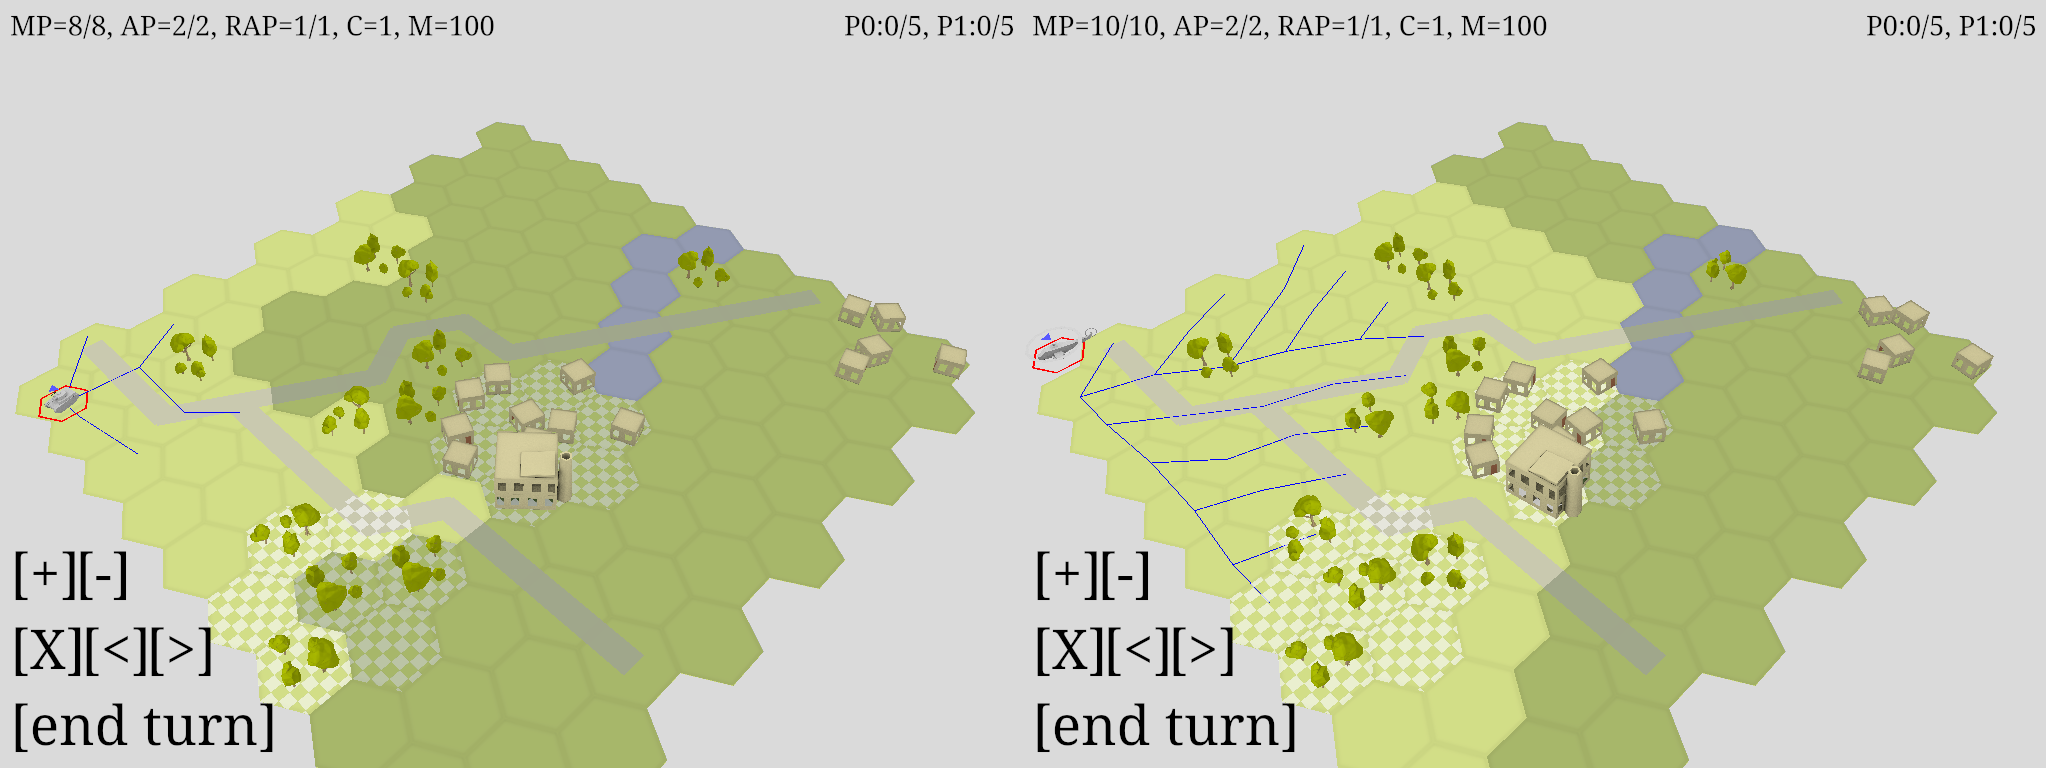 MP=8/8, AP=2/2, RAP=1/1, C=1, M=100
P0:0/5, P1:0/5
[+][-]
[X][<][>]
[end turn]
MP=10/10, AP=2/2, RAP=1/1, C=1, M=100
P0:0/5, P1:0/5
[+][-]
[X][<][>]
[end turn]